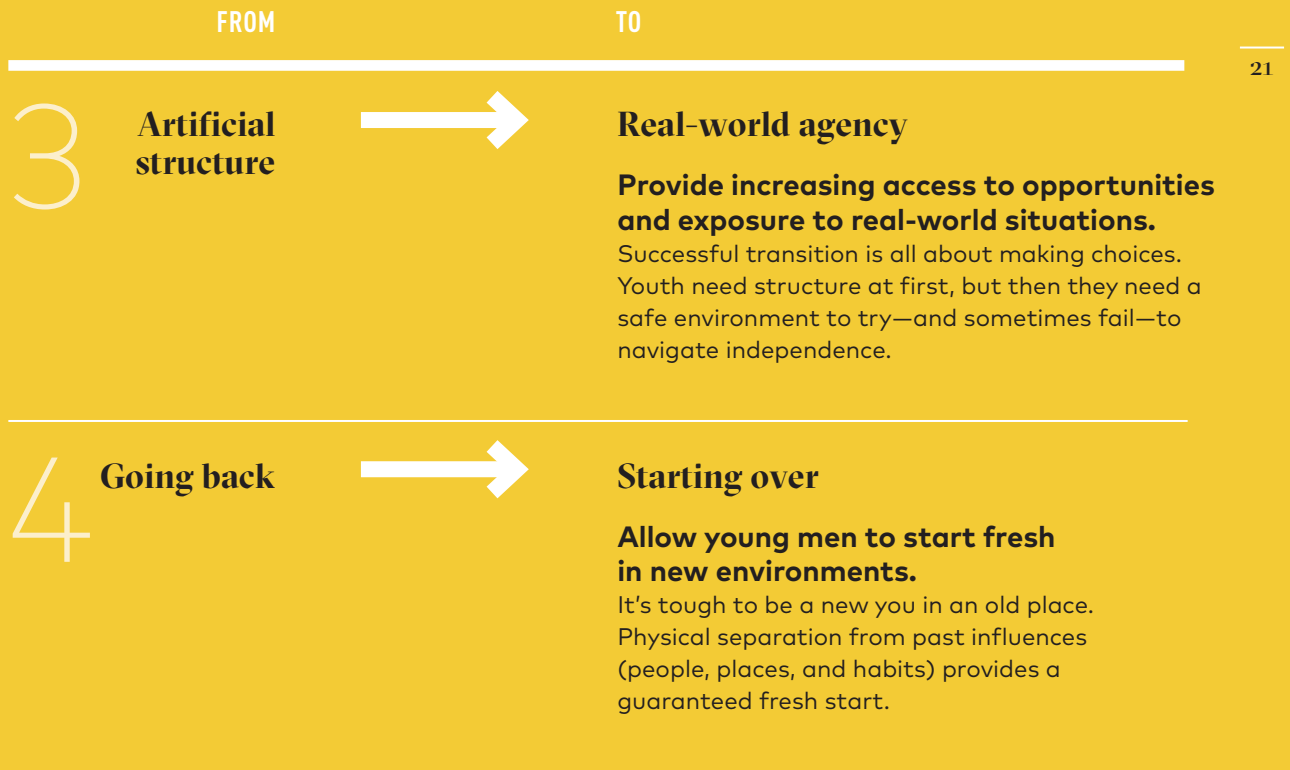 FROM
TO
21
3
Artificial
structure
Real-world agency
Provide increasing access to opportunities
and exposure to real-world situations.
Successful transition is all about making choices.
Youth need structure at first, but then they need a
safe environment to try—and sometimes fail—to
navigate independence.
4
Going back
Starting over
Allow young men to start fresh
in new environments.
It’s tough to be a new you in an old place.
Physical separation from past influences
(people, places, and habits) provides a
guaranteed fresh start.